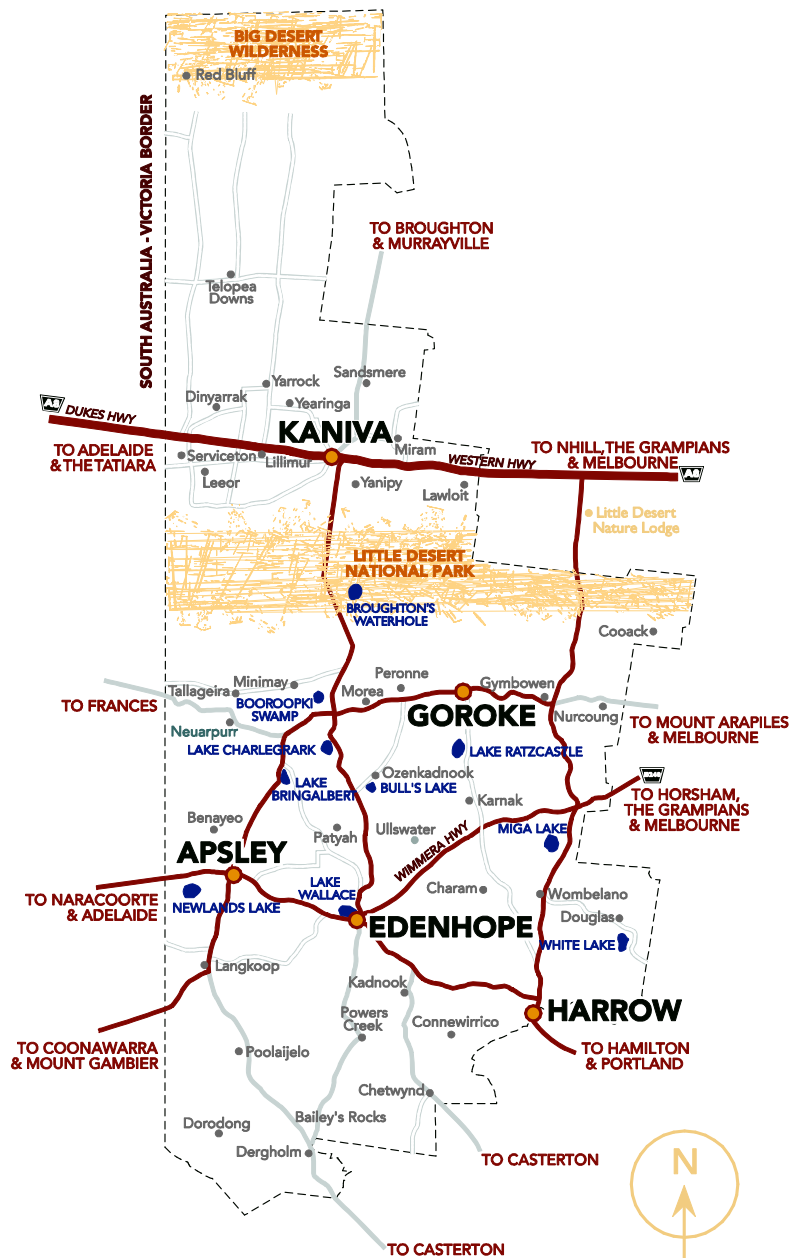 BIG DESERT
WILDERNESS
Red Bluff
SOUTH AUSTRALIA - VICTORIA BORDER
TO BROUGHTON
& MURRAYVILLE
Telopea
Downs
Sandsmere
Yarrock
Dinyarrak
Yearinga
A8
DUKES HWY
KANIVA
TO ADELAIDE
& THE TATIARA
Serviceton
Lillimur
Miram
WESTERN HWY
TO NHILL, THE GRAMPIANS
& MELBOURNE
A8
Leeor
Yanipy
Lawloit
Little Desert
Nature Lodge
LITTLE DESERT
NATIONAL PARK
BROUGHTON'S
WATERHOLE
Cooack
Peronne
Minimay
Tallageira
Morea
Gymbowen
TO FRANCES
BOOROOPKI
SWAMP
GOROKE
Nurcoung
TO MOUNT ARAPILES
& MELBOURNE
Neuarpurr
LAKE CHARLEGRARK
LAKE RATZCASTLE
LAKE
BRINGALBERT
Ozenkadnook
BULL'S LAKE
Karnak
TO HORSHAM,
THE GRAMPIANS
& MELBOURNE
Benayeo
Patyah
Ullswater
WIMMERA HWY
MIGA LAKE
APSLEY
TO NARACOORTE
& ADELAIDE
NEWLANDS LAKE
LAKE
WALLACE
Charam
Wombelano
Douglas
EDENHOPE
WHITE LAKE
Langkoop
Kadnook
HARROW
Powers
Creek
Connewirrico
TO COONAWARRA
& MOUNT GAMBIER
Poolaijelo
TO HAMILTON
& PORTLAND
Chetwynd
Dorodong
Bailey's Rocks
Dergholm
TO CASTERTON
N
TO CASTERTON